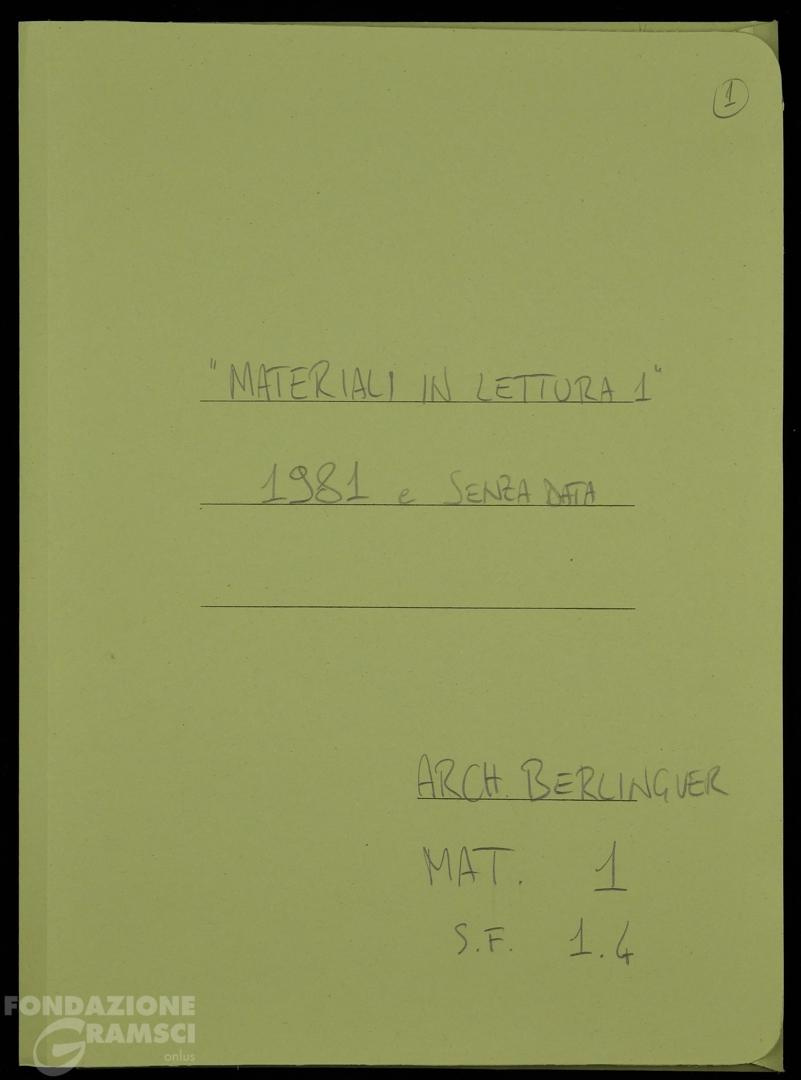 1
"MATERIALI IN LETTURA 1"
1981 e SENZA DATA
ARCH. BERLINGUER
MAT. 1
S.F. 1.4
FONDAZIONE
GRAMSCI
onlus